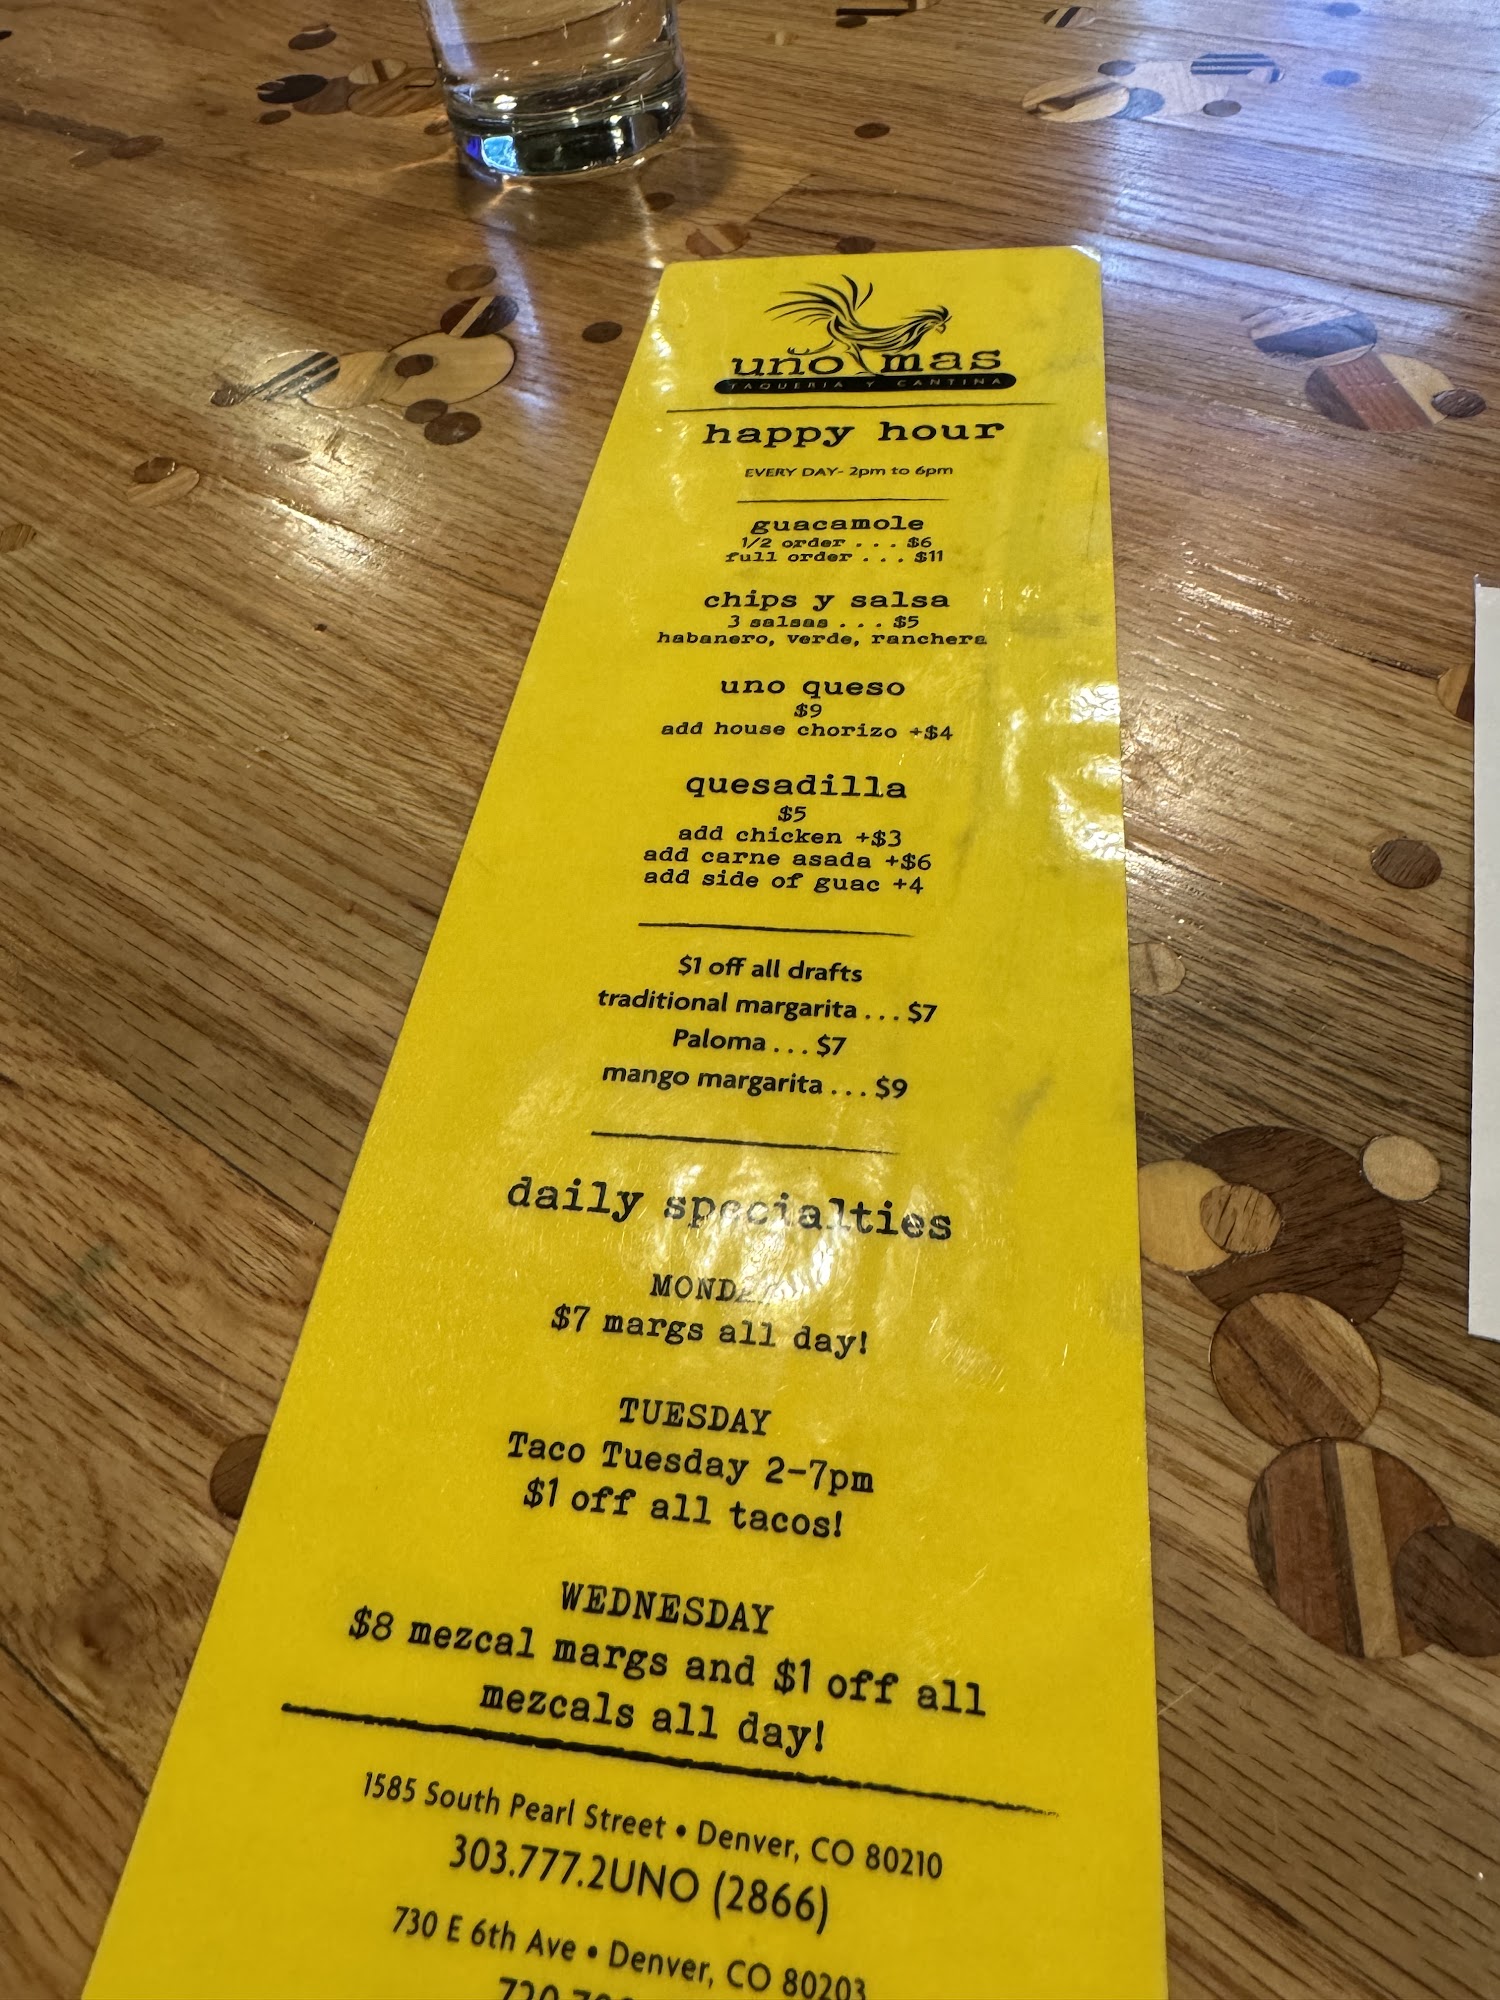 uno mas
TAQUERIA Y CANTINA
happy hour
EVERY DAY- 2pm to 6pm
guacamole
1/2 order . . . $6
full order . . . $11
chips y salsa
3 salsas . . . $5
habanero, verde, ranchera
uno queso
$9
add house chorizo +$4
quesadilla
$5
add chicken +$3
add carne asada +$6
add side of guac +4
$1 off all drafts
traditional margarita . . . $7
Paloma . . . $7
mango margarita . . . $9
daily specialties
MONDAY
$7 margs all day!
TUESDAY
Taco Tuesday 2-7pm
$1 off all tacos!
WEDNESDAY
$8 mezcal margs and $1 off all
mezcals all day!
1585 South Pearl Street • Denver, CO 80210
303.777.2UNO (2866)
730 E 6th Ave • Denver, CO 80203